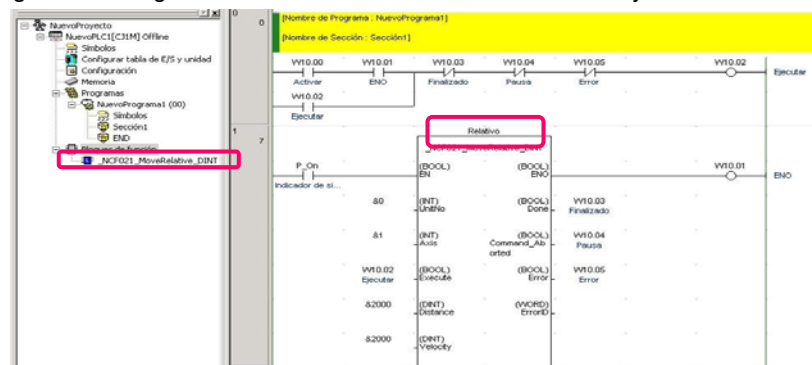 NuevoProyecto
NuevoPLC1[CJ1M] Offline
Símbolos
Configurar tabla de E/S y unidad
Configuración
Memoria
Programas
NuevoPrograma1 (00)
Símbolos
Sección1
END
Bloques de función
_NCF021_MoveRelative_DINT
0
0
[Nombre de Programa : NuevoPrograma1]
[Nombre de Sección : Sección1]
W10.00 W10.01 W10.03 W10.04 W10.05 W10.02
Activar ENO Finalizado Pausa Error Ejecutar
W10.02
Ejecutar
1
7
Relativo
_NCF021_MoveRelative_DINT
P_On (BOOL) (BOOL) W10.01
EN ENO ENO
Indicador de si...
&0 (INT) (BOOL) W10.03
UnitNo Done Finalizado
&1 (INT) (BOOL) W10.04
Axis Command_Ab Pausa
orted
W10.02 (BOOL) (BOOL) W10.05
Ejecutar Execute Error Error
&2000 (DINT) (WORD)
Distance ErrorID
&2000 (DINT)
Velocity